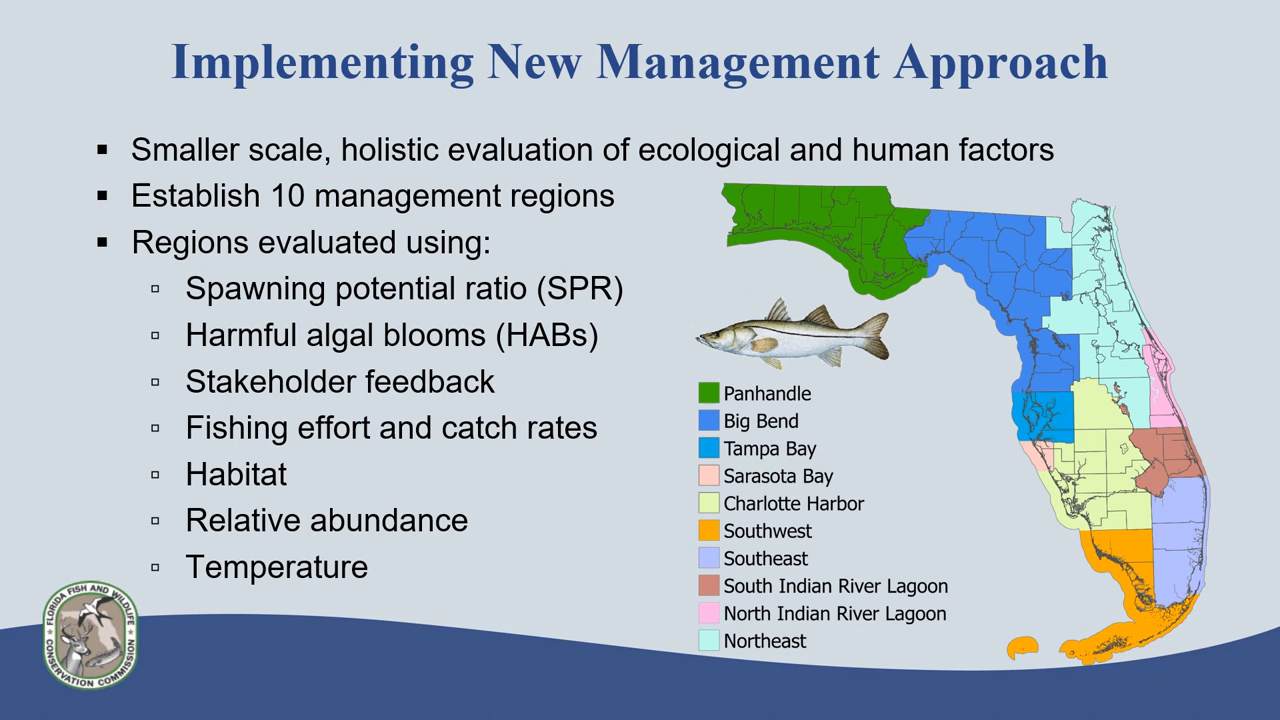 Implementing New Management Approach
▪ Smaller scale, holistic evaluation of ecological and human factors
▪ Establish 10 management regions
▪ Regions evaluated using:
▫ Spawning potential ratio (SPR)
▫ Harmful algal blooms (HABs)
▫ Stakeholder feedback
▫ Fishing effort and catch rates
▫ Habitat
▫ Relative abundance
▫ Temperature
Panhandle
Big Bend
Tampa Bay
Sarasota Bay
Charlotte Harbor
Southwest
Southeast
South Indian River Lagoon
North Indian River Lagoon
Northeast
FLORIDA FISH AND WILDLIFE
CONSERVATION COMMISSION